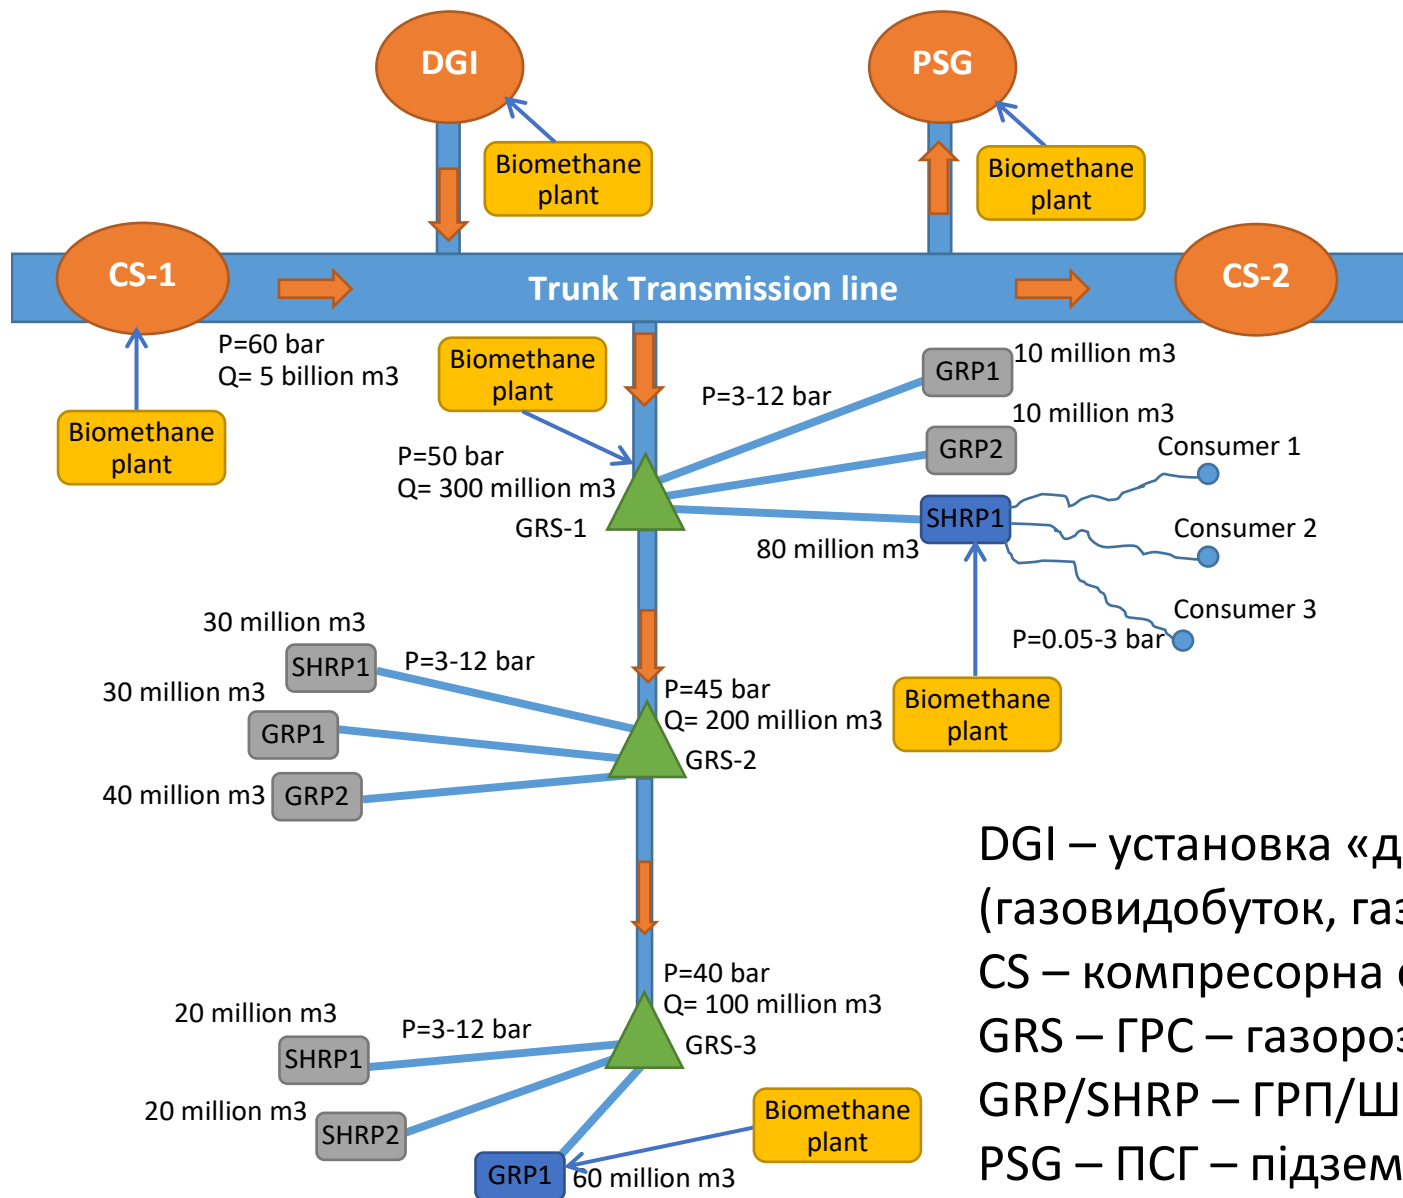 DGI
PSG
Biomethane
plant
Biomethane
plant
CS-1
Trunk Transmission line
CS-2
P=60 bar
Q= 5 billion m3
Biomethane
plant
Biomethane
plant
P=3-12 bar
GRP1
10 million m3
10 million m3
GRP2
P=50 bar
Q= 300 million m3
GRS-1
SHRP1
80 million m3
Consumer 1
Consumer 2
Consumer 3
P=0.05-3 bar
Biomethane
plant
30 million m3
SHRP1
P=3-12 bar
30 million m3
GRP1
40 million m3
GRP2
P=45 bar
Q= 200 million m3
GRS-2
P=40 bar
Q= 100 million m3
GRS-3
20 million m3
SHRP1
P=3-12 bar
20 million m3
SHRP2
GRP1
60 million m3
Biomethane
plant
DGI – установка «д
(газовидобуток, газ
CS – компресорна
GRS – ГРС – газороз
GRP/SHRP – ГРП/Ш
PSG – ПСГ – підзем